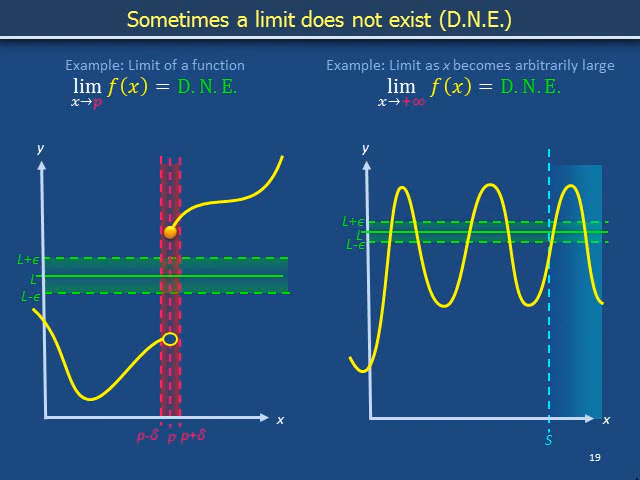 Sometimes a limit does not exist (D.N.E.)
Example: Limit of a function
lim f(x) = D.N.E.
x→p
Example: Limit as x becomes arbitrarily large
lim f(x) = D.N.E.
x→+∞
y
L+ϵ
L
L-ϵ
x
p-δ p p+δ
y
L+ϵ
L
L-ϵ
x
S
19